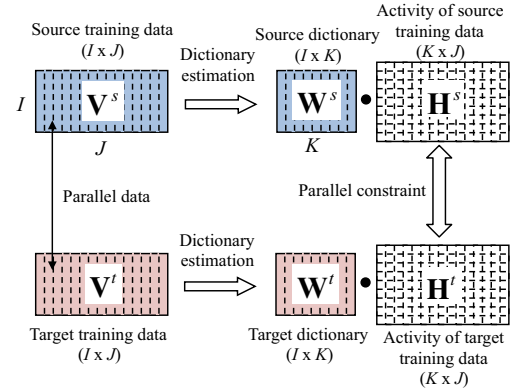 Source training data
(I x J)
Dictionary
estimation
Source dictionary
(I x K)
Activity of source
training data
(K x J)
I
V^s
W^s
H^s
J
K
Parallel data
Parallel constraint
Dictionary
estimation
V^t
W^t
H^t
Target training data
(I x J)
Target dictionary
(I x K)
Activity of target
training data
(K x J)